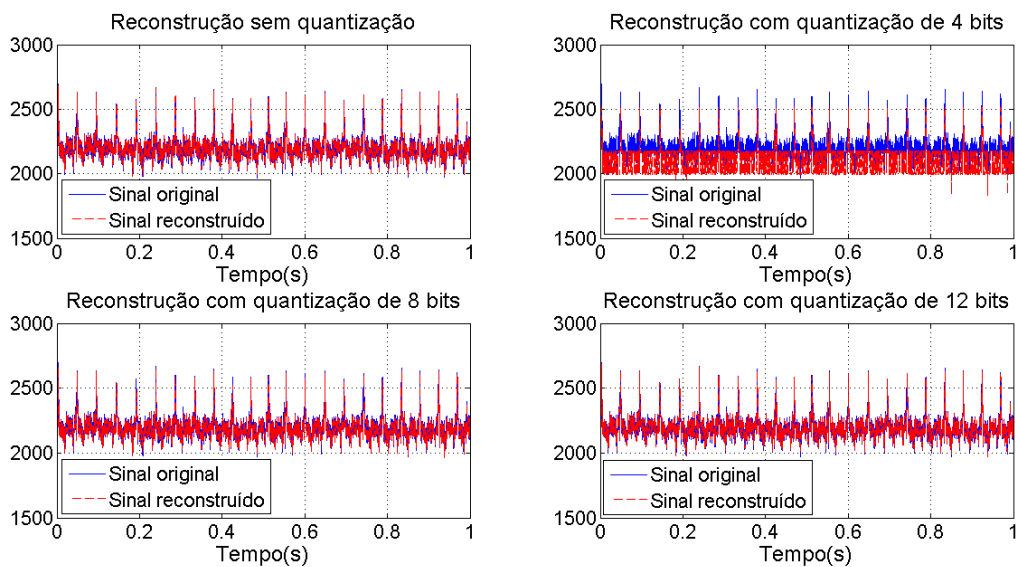 Reconstrução sem quantização
3000
2500
2000
1500
Sinal original
Sinal reconstruído
0
0.2
0.4
0.6
0.8
1
Tempo(s)
Reconstrução com quantização de 4 bits
3000
2500
2000
1500
Sinal original
Sinal reconstruído
0
0.2
0.4
0.6
0.8
1
Tempo(s)
Reconstrução com quantização de 8 bits
3000
2500
2000
1500
Sinal original
Sinal reconstruído
0
0.2
0.4
0.6
0.8
1
Tempo(s)
Reconstrução com quantização de 12 bits
3000
2500
2000
1500
Sinal original
Sinal reconstruído
0
0.2
0.4
0.6
0.8
1
Tempo(s)